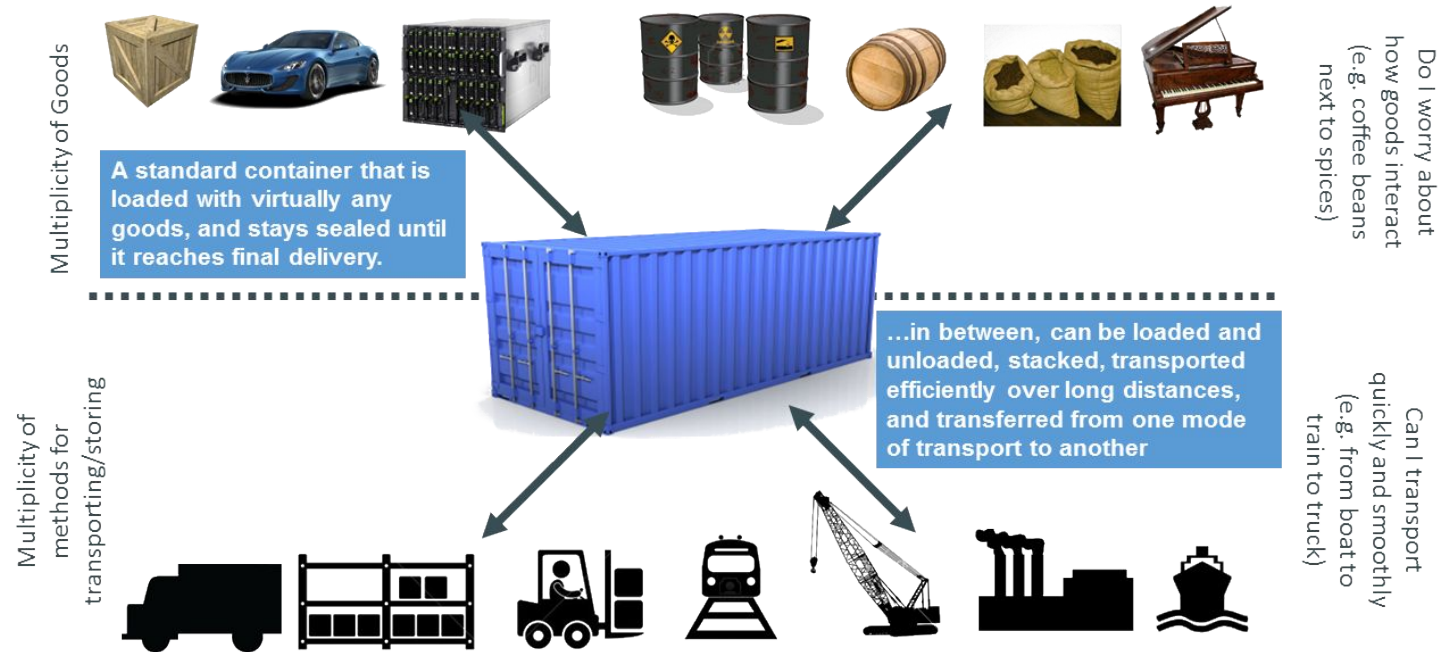 Multiplicity of Goods
A standard container that is
loaded with virtually any
goods, and stays sealed until
it reaches final delivery.
Do I worry about
how goods interact
(e.g. coffee beans
next to spices)
Multiplicity of
methods for
transporting/storing
…in between, can be loaded and
unloaded, stacked, transported
efficiently over long distances,
and transferred from one mode
of transport to another
Can I transport
quickly and smoothly
(e.g. from boat to
train to truck)